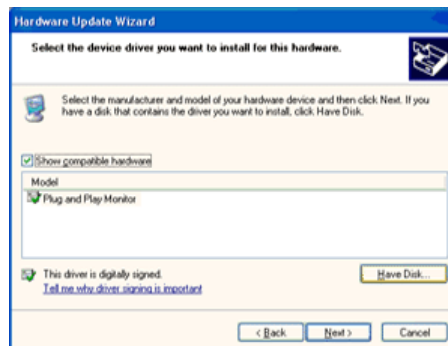 Hardware Update Wizard
Select the device driver you want to install for this hardware.
Select the manufacturer and model of your hardware device and then click Next. If you
have a disk that contains the driver you want to install, click Have Disk.
Show compatible hardware
Model
Plug and Play Monitor
This driver is digitally signed.
Have Disk...
Tell me why driver signing is important
< Back
Next >
Cancel